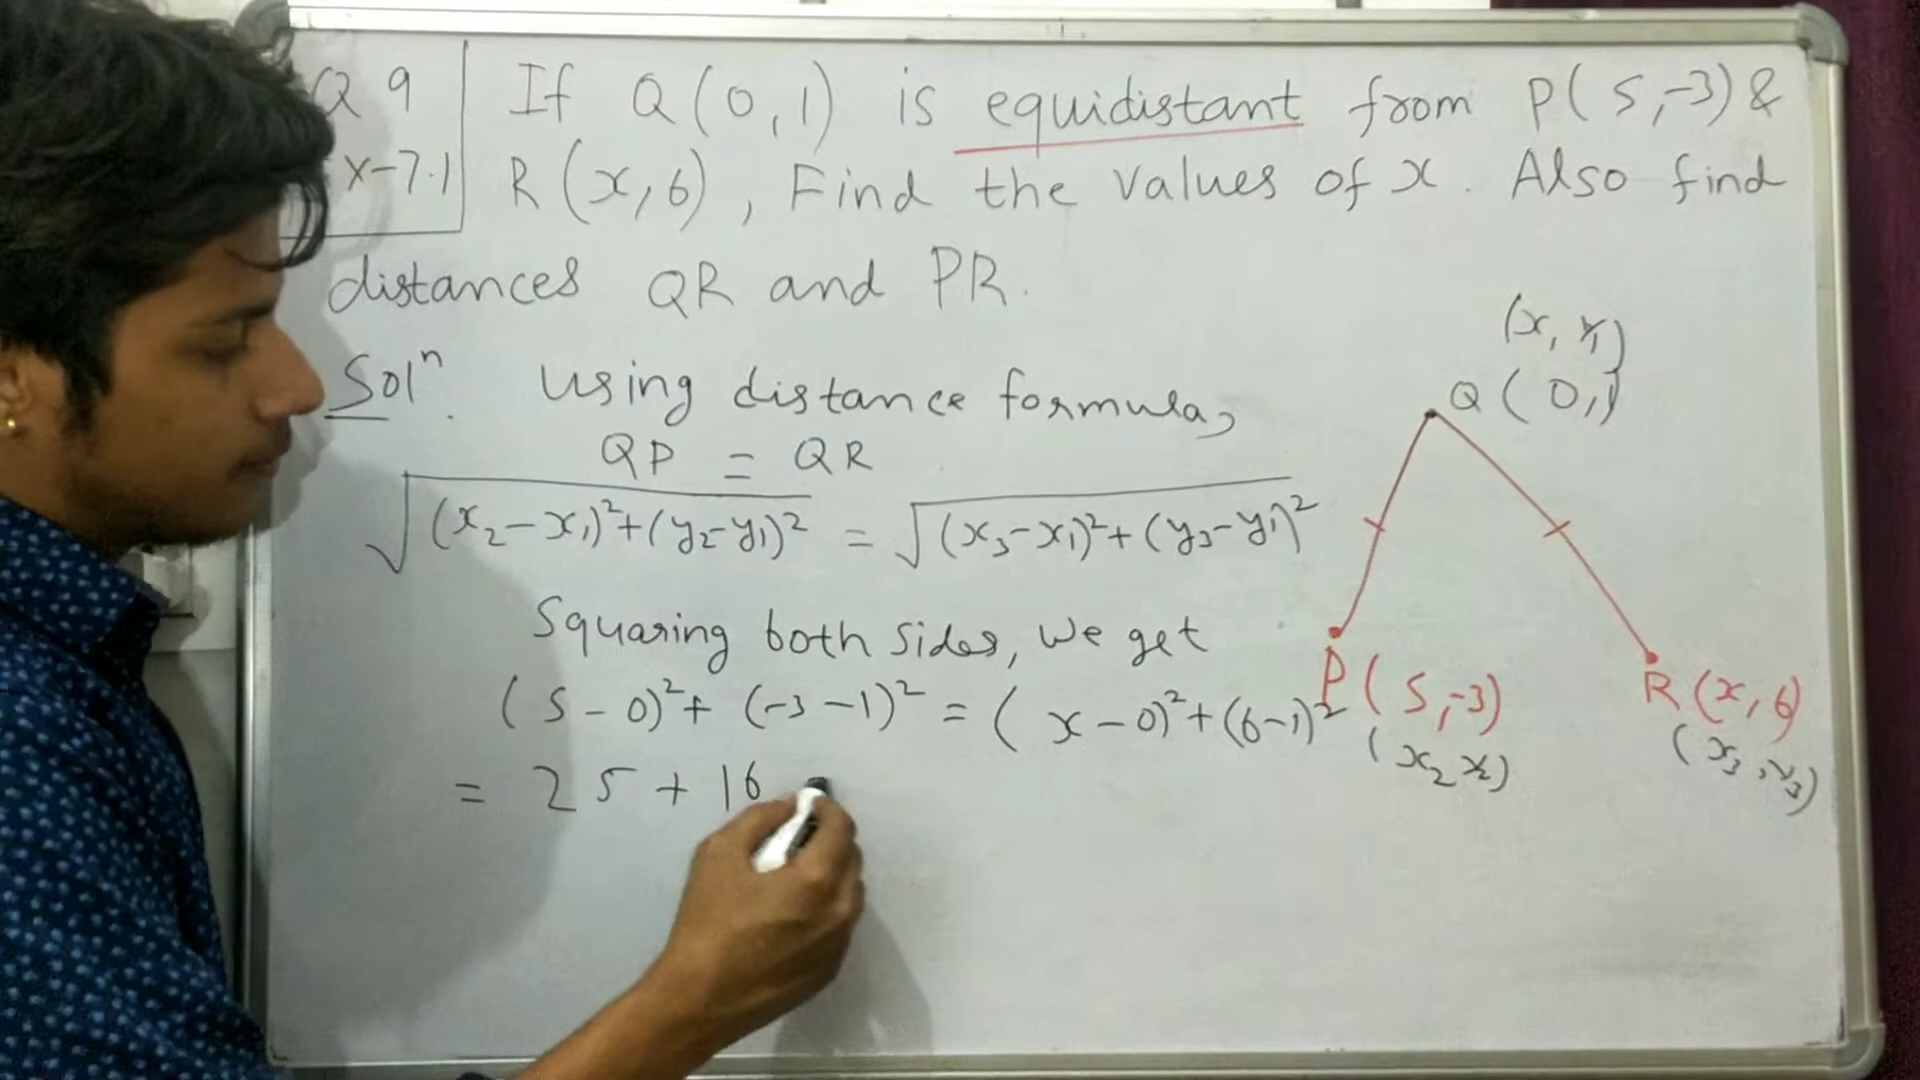 Q 9
x-7.1
If Q(0,1) is equidistant from P(5,-3) &
R(x,6), Find the values of x. Also find
distances QR and PR.
Solⁿ. Using distance formula,
QP = QR
√(x₂-x₁)²+(y₂-y₁)² = √(x₃-x₁)²+(y₃-y₁)²
Squaring both sides, we get
(5-0)²+(-3-1)² = (x-0)²+(6-1)²
= 25+16
(x₁, y₁)
Q(0,1)
P(5,-3)
(x₂ y₂)
R(x,6)
(x₃, y₃)